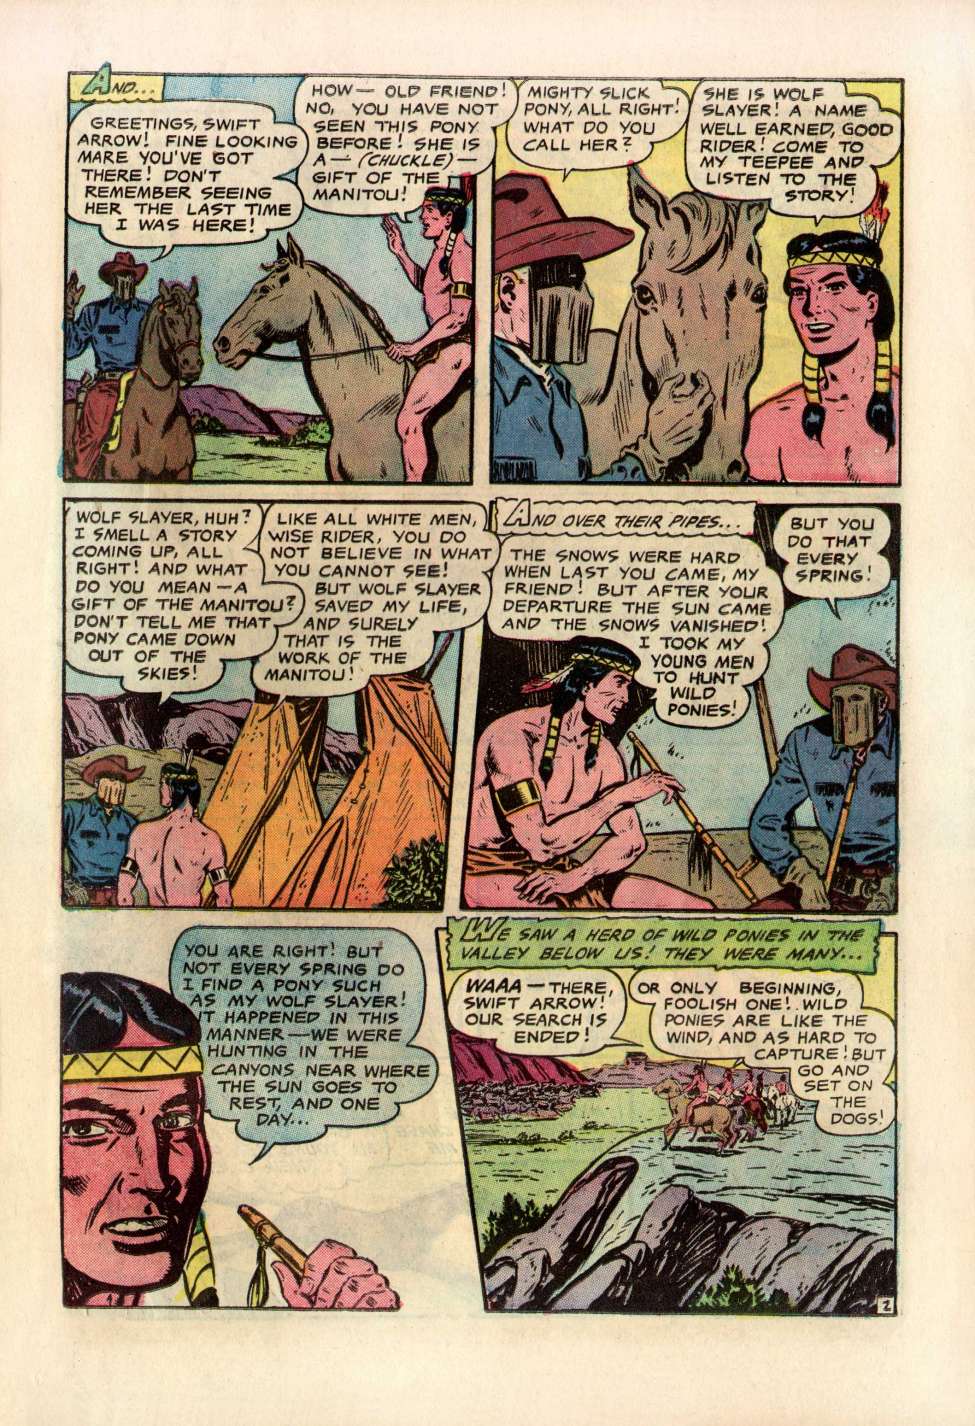 AND...
GREETINGS, SWIFT
ARROW! FINE LOOKING
MARE YOU'VE GOT
THERE! DON'T
REMEMBER SEEING
HER THE LAST TIME
I WAS HERE!
HOW— OLD FRIEND!
NO, YOU HAVE NOT
SEEN THIS PONY
BEFORE! SHE IS
A— (CHUCKLE)—
GIFT OF THE
MANITOU!
MIGHTY SLICK
PONY, ALL RIGHT!
WHAT DO YOU
CALL HER?
SHE IS WOLF
SLAYER! A NAME
WELL EARNED, GOOD
RIDER! COME TO
MY TEEPEE AND
LISTEN TO THE
STORY!
WOLF SLAYER, HUH?
I SMELL A STORY
COMING UP, ALL
RIGHT! AND WHAT
DO YOU MEAN—A
GIFT OF THE MANITOU?
DON'T TELL ME THAT
PONY CAME DOWN
OUT OF THE
SKIES!
LIKE ALL WHITE MEN,
WISE RIDER, YOU DO
NOT BELIEVE IN WHAT
YOU CANNOT SEE!
BUT WOLF SLAYER
SAVED MY LIFE,
AND SURELY
THAT IS THE
WORK OF THE
MANITOU!
AND OVER THEIR PIPES...
THE SNOWS WERE HARD
WHEN LAST YOU CAME, MY
FRIEND! BUT AFTER YOUR
DEPARTURE THE SUN CAME
AND THE SNOWS VANISHED!
I TOOK MY
YOUNG MEN
TO HUNT
WILD
PONIES!
BUT YOU
DO THAT
EVERY
SPRING!
YOU ARE RIGHT! BUT
NOT EVERY SPRING DO
I FIND A PONY SUCH
AS MY WOLF SLAYER!
IT HAPPENED IN THIS
MANNER—WE WERE
HUNTING IN THE
CANYONS NEAR WHERE
THE SUN GOES TO
REST, AND ONE
DAY...
WE SAW A HERD OF WILD PONIES IN THE
VALLEY BELOW US! THEY WERE MANY...
WAAA—THERE,
SWIFT ARROW!
OUR SEARCH IS
ENDED!
OR ONLY BEGINNING,
FOOLISH ONE! WILD
PONIES ARE LIKE THE
WIND, AND AS HARD TO
CAPTURE! BUT
GO AND
SET ON
THE
DOGS!
2